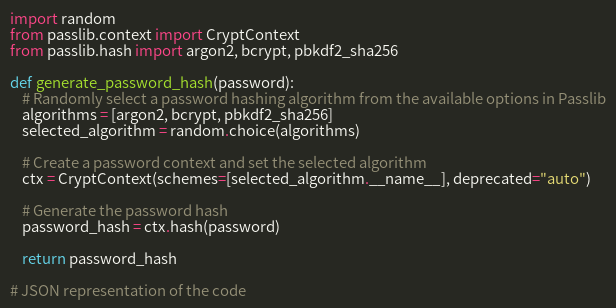 import random
from passlib.context import CryptContext
from passlib.hash import argon2, bcrypt, pbkdf2_sha256
def generate_password_hash(password):
# Randomly select a password hashing algorithm from the available options in Passlib
algorithms = [argon2, bcrypt, pbkdf2_sha256]
selected_algorithm = random.choice(algorithms)
# Create a password context and set the selected algorithm
ctx = CryptContext(schemes=[selected_algorithm.__name__], deprecated="auto")
# Generate the password hash
password_hash = ctx.hash(password)
return password_hash
# JSON representation of the code